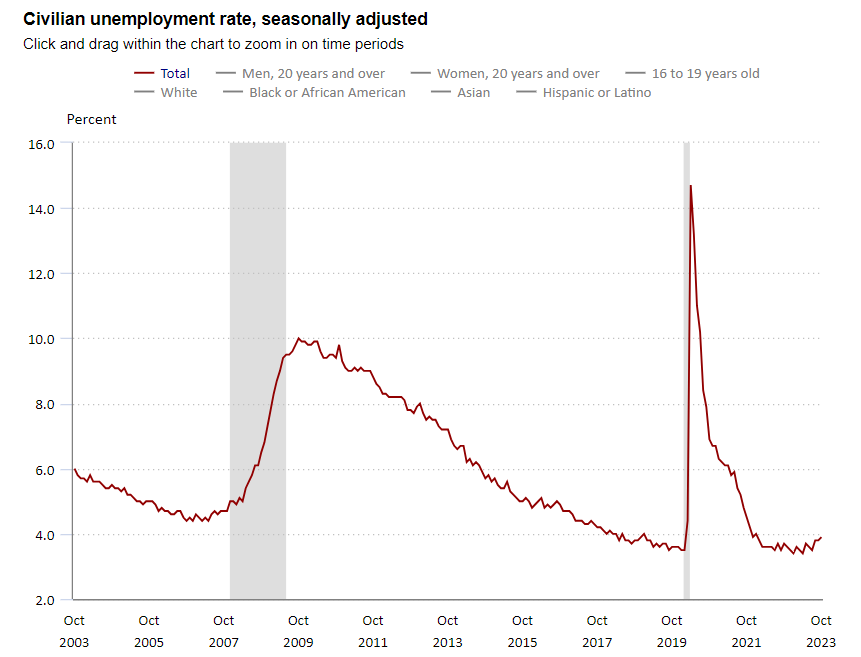 Civilian unemployment rate, seasonally adjusted
Click and drag within the chart to zoom in on time periods
Total Men, 20 years and over Women, 20 years and over 16 to 19 years old
White Black or African American Asian Hispanic or Latino
Percent
16.0
14.0
12.0
10.0
8.0
6.0
4.0
2.0
Oct Oct Oct Oct Oct Oct Oct Oct Oct Oct Oct
2003 2005 2007 2009 2011 2013 2015 2017 2019 2021 2023